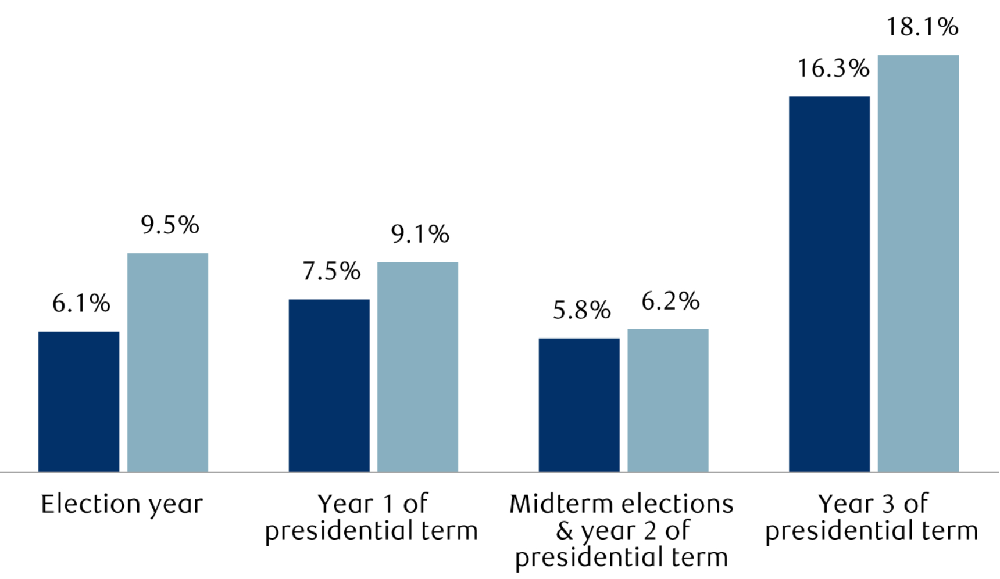 18.1%
16.3%
9.5%
9.1%
7.5%
6.1%
6.2%
5.8%
Election year
Year 1 of
presidential term
Midterm elections
& year 2 of
presidential term
Year 3 of
presidential term